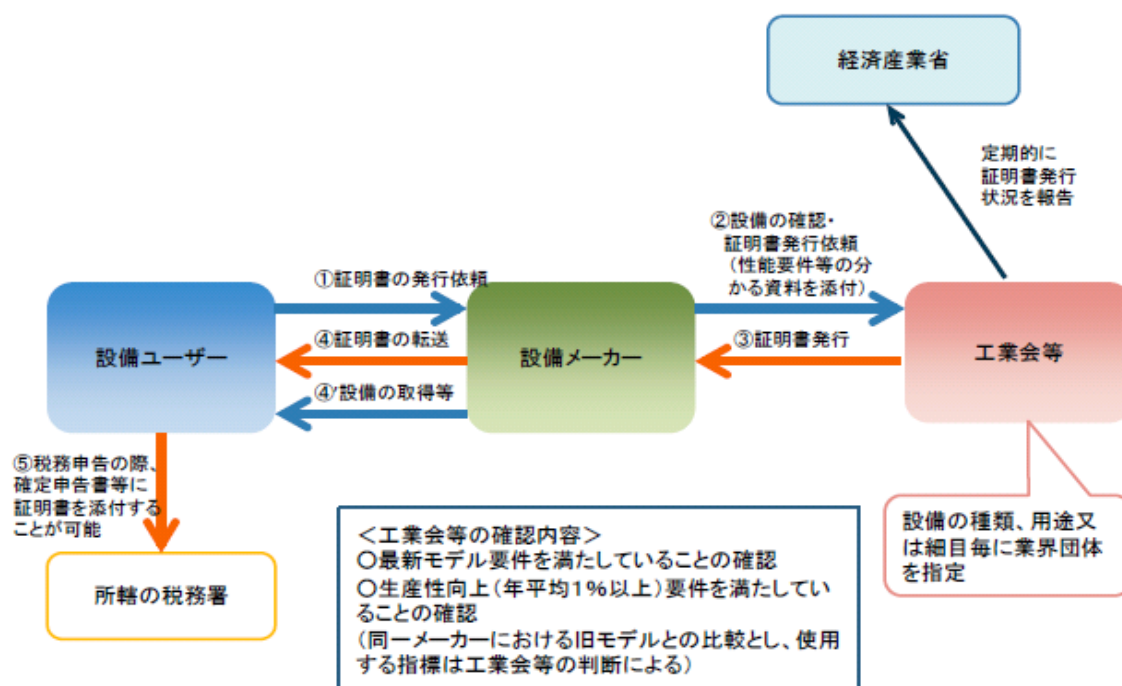 経済産業省
定期的に
証明書発行
状況を報告
②設備の確認・
証明書発行依頼
(性能要件等の分
かる資料を添付)
①証明書の発行依頼
設備ユーザー
④証明書の転送
設備メーカー
③証明書発行
工業会等
④'設備の取得等
⑤税務申告の際、
確定申告書等に
証明書を添付する
ことが可能
所轄の税務署
<工業会等の確認内容>
○最新モデル要件を満たしていることの確認
○生産性向上(年平均1%以上)要件を満たしてい
ることの確認
(同一メーカーにおける旧モデルとの比較とし、使用
する指標は工業会等の判断による)
設備の種類、用途又
は細目毎に業界団体
を指定